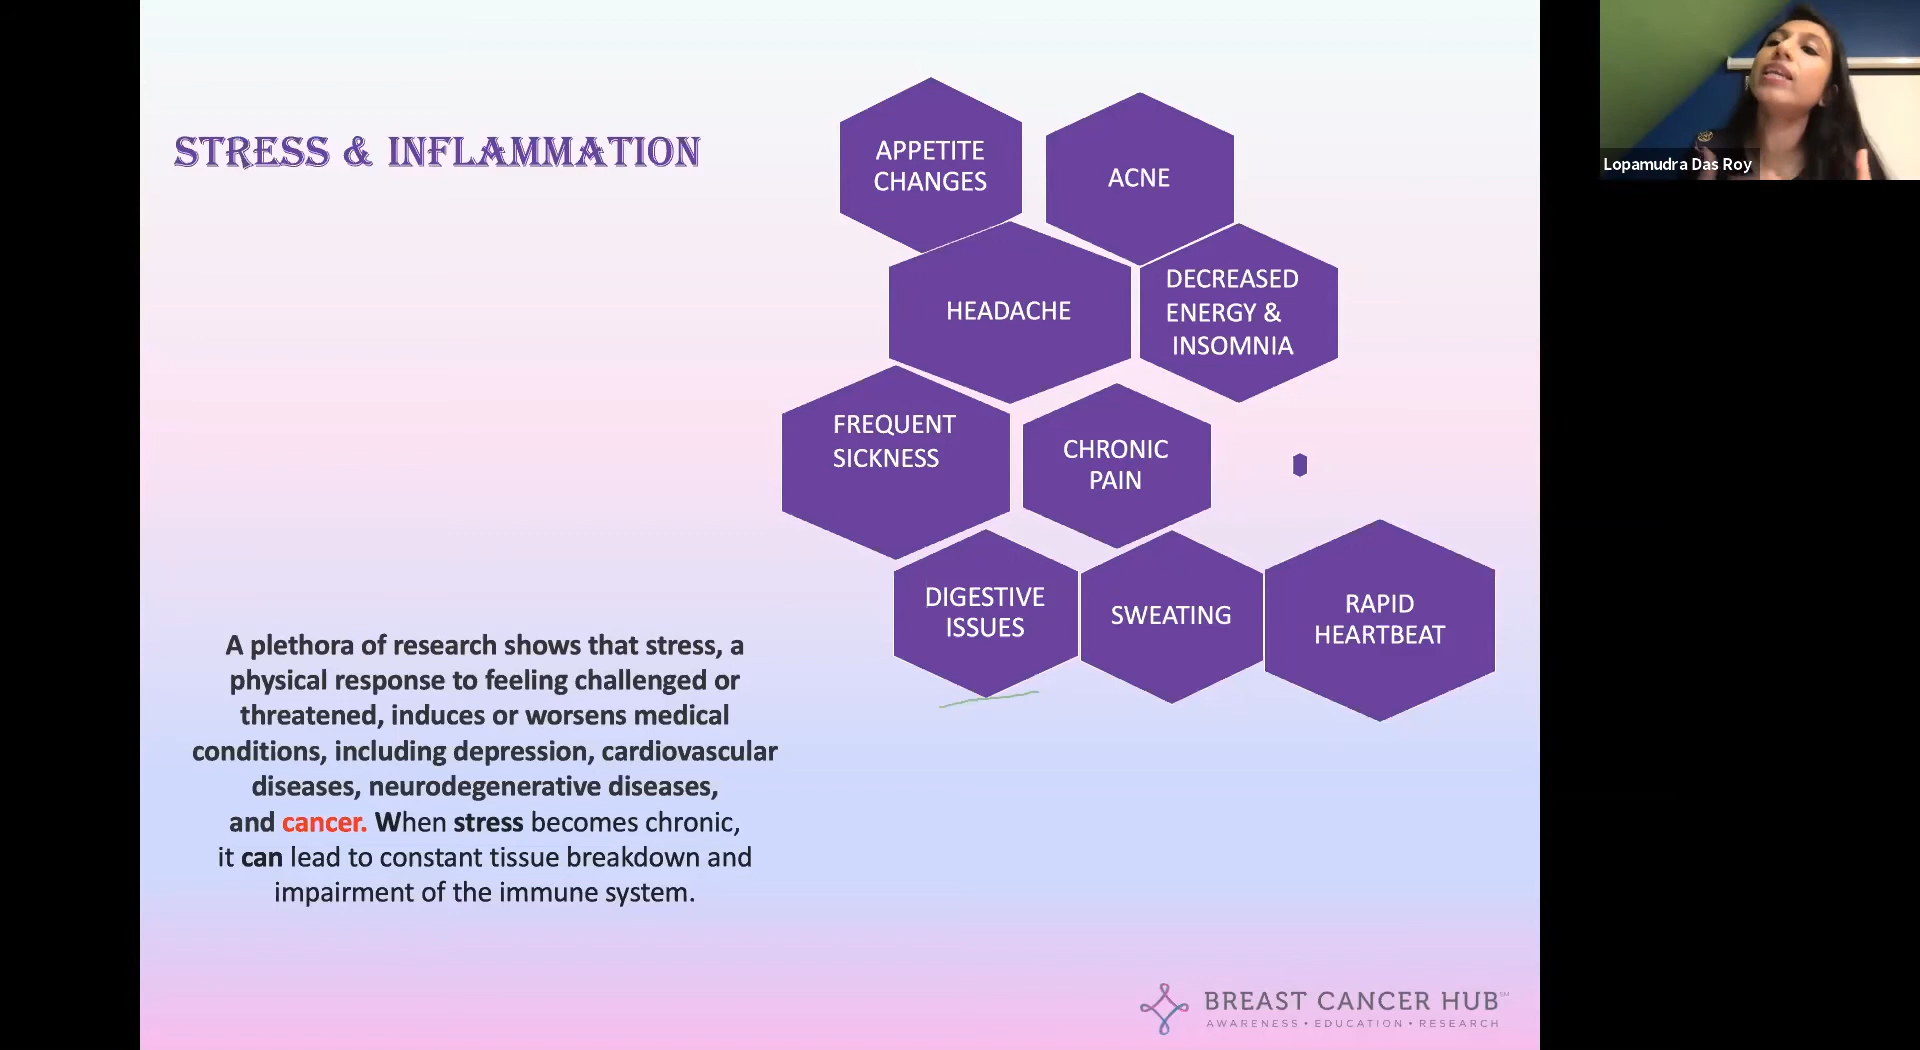 STRESS & INFLAMMATION
APPETITE
CHANGES
ACNE
HEADACHE
DECREASED
ENERGY &
INSOMNIA
FREQUENT
SICKNESS
CHRONIC
PAIN
DIGESTIVE
ISSUES
SWEATING
RAPID
HEARTBEAT
A plethora of research shows that stress, a
physical response to feeling challenged or
threatened, induces or worsens medical
conditions, including depression, cardiovascular
diseases, neurodegenerative diseases,
and cancer. When stress becomes chronic,
it can lead to constant tissue breakdown and
impairment of the immune system.
BREAST CANCER HUB℠
AWARENESS • EDUCATION • RESEARCH
Lopamudra Das Roy